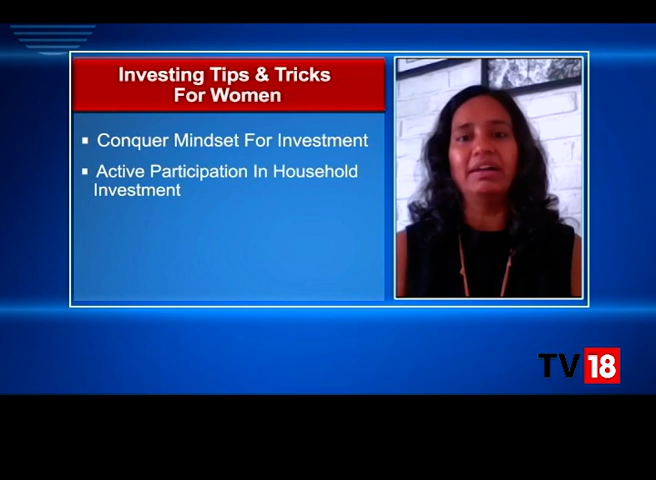 Investing Tips & Tricks
For Women
▪ Conquer Mindset For Investment
▪ Active Participation In Household
Investment
TV18